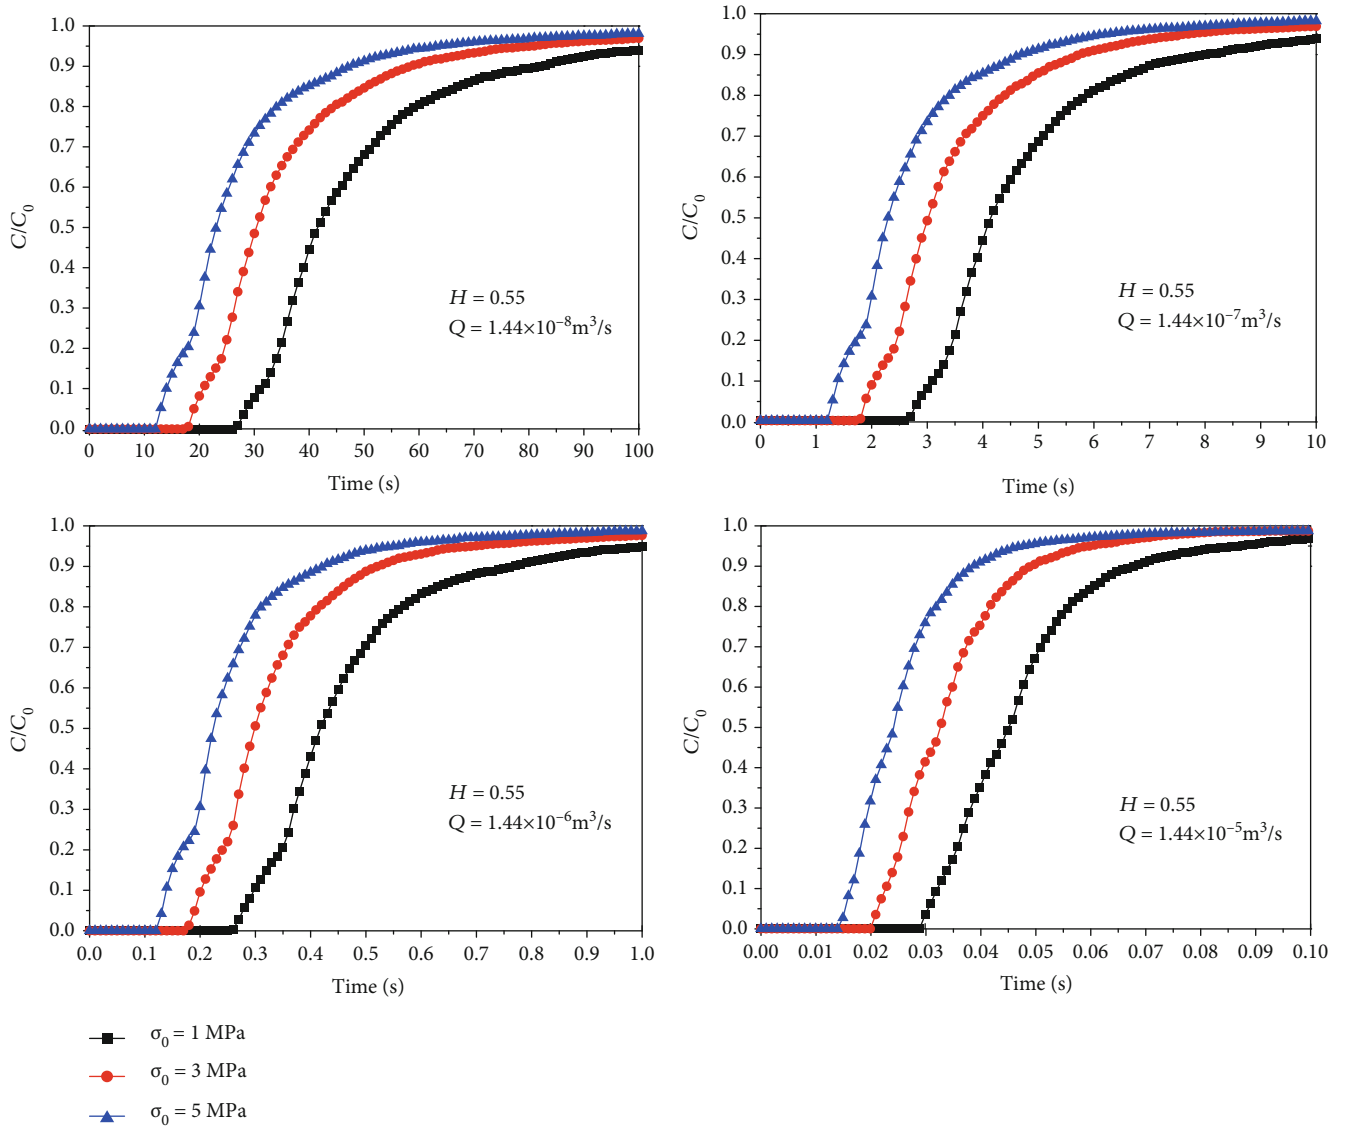 1.0
0.9
0.8
0.7
0.6
0.5
0.4
0.3
0.2
0.1
0.0
C/C₀
H = 0.55
Q = 1.44×10⁻⁸m³/s
0 10 20 30 40 50 60 70 80 90 100
Time (s)
1.0
0.9
0.8
0.7
0.6
0.5
0.4
0.3
0.2
0.1
0.0
C/C₀
H = 0.55
Q = 1.44×10⁻⁷m³/s
0 1 2 3 4 5 6 7 8 9 10
Time (s)
1.0
0.9
0.8
0.7
0.6
0.5
0.4
0.3
0.2
0.1
0.0
C/C₀
H = 0.55
Q = 1.44×10⁻⁶m³/s
0.0 0.1 0.2 0.3 0.4 0.5 0.6 0.7 0.8 0.9 1.0
Time (s)
1.0
0.9
0.8
0.7
0.6
0.5
0.4
0.3
0.2
0.1
0.0
C/C₀
H = 0.55
Q = 1.44×10⁻⁵m³/s
0.00 0.01 0.02 0.03 0.04 0.05 0.06 0.07 0.08 0.09 0.10
Time (s)
σ₀ = 1 MPa
σ₀ = 3 MPa
σ₀ = 5 MPa